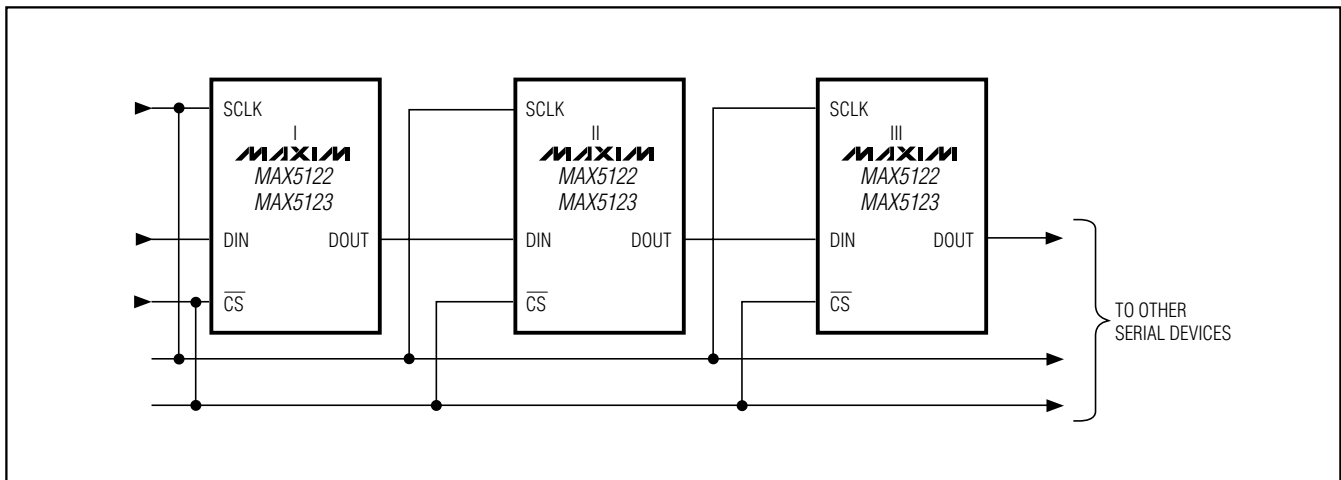 SCLK
I
MAXIM
MAX5122
MAX5123
DIN DOUT
CS
SCLK
II
MAXIM
MAX5122
MAX5123
DIN DOUT
CS
SCLK
III
MAXIM
MAX5122
MAX5123
DIN DOUT
CS
TO OTHER
SERIAL DEVICES